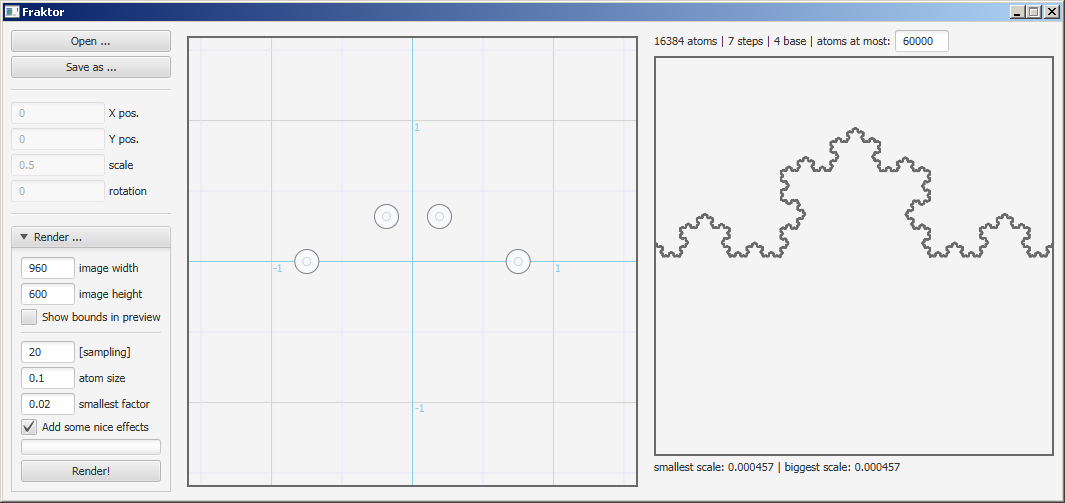 Fraktor
Open ...
Save as ...
0 X pos.
0 Y pos.
0.5 scale
0 rotation
Render ...
960 image width
600 image height
Show bounds in preview
20 [sampling]
0.1 atom size
0.02 smallest factor
Add some nice effects
Render!
1
-1
1
-1
16384 atoms | 7 steps | 4 base | atoms at most: 60000
smallest scale: 0.000457 | biggest scale: 0.000457